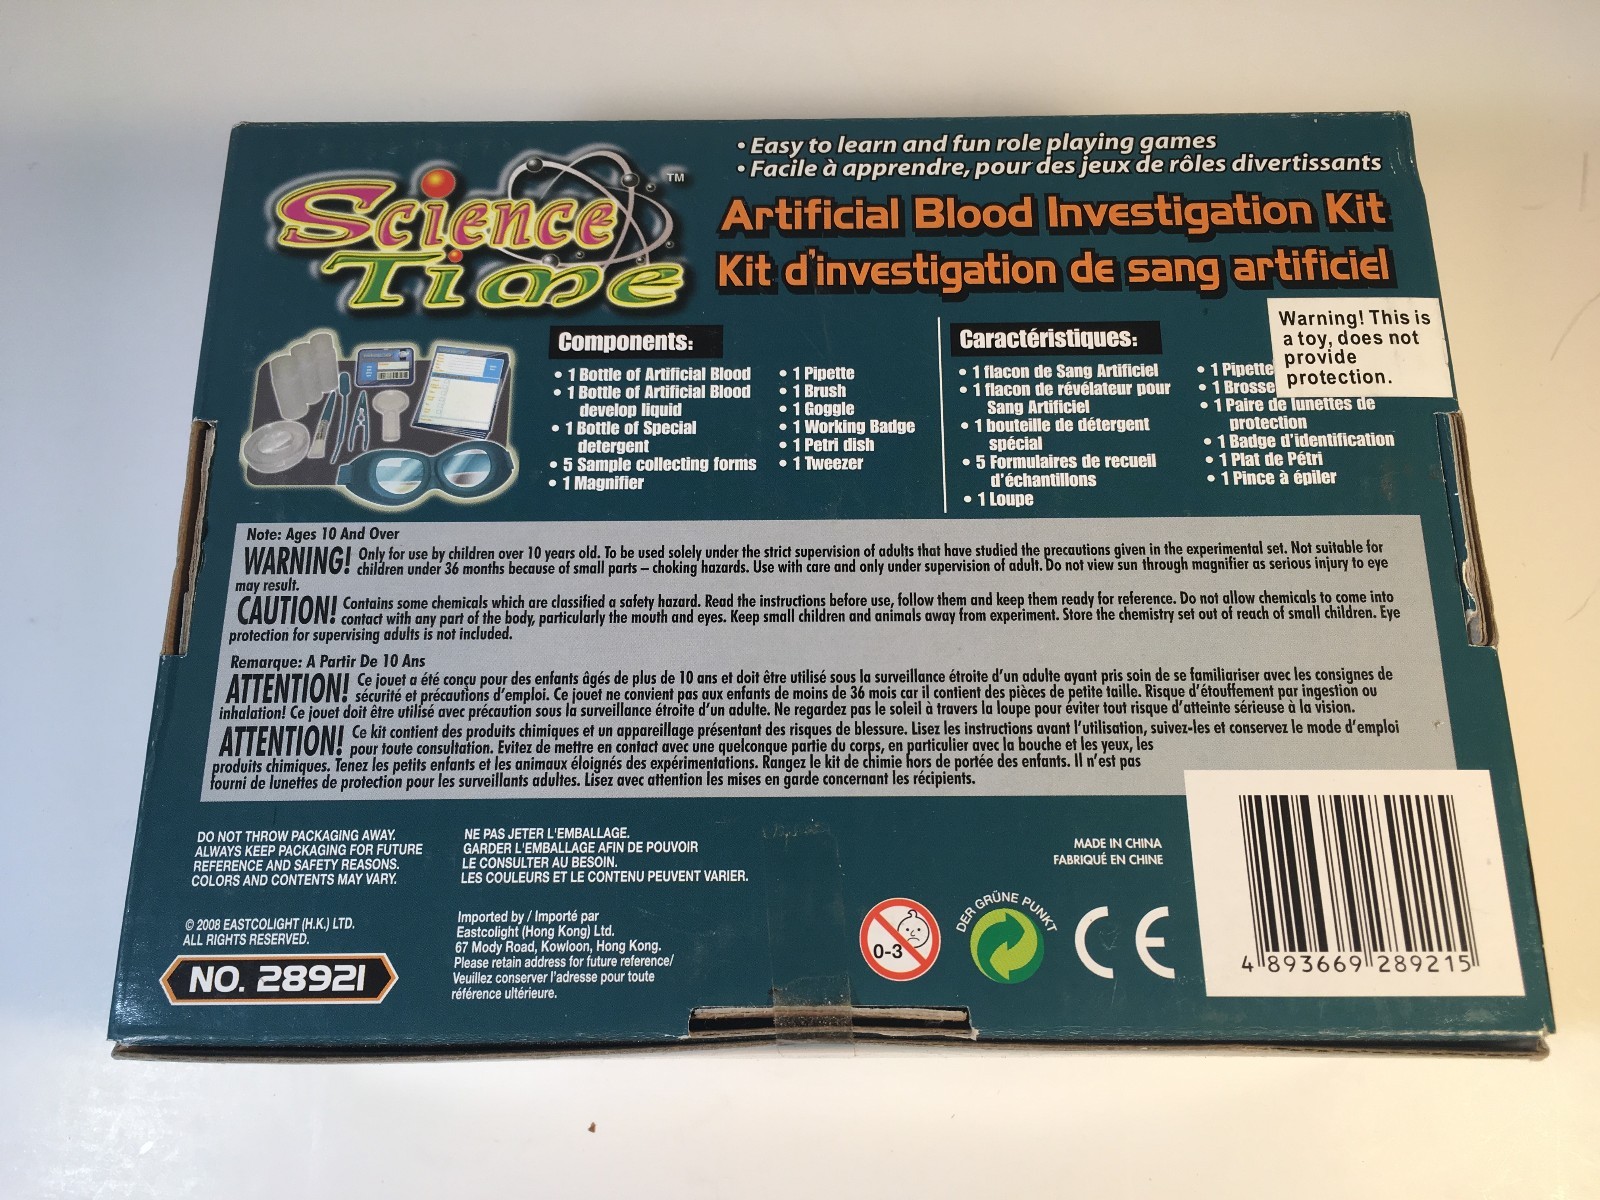 Science Time™
• Easy to learn and fun role playing games
• Facile à apprendre, pour des jeux de rôles divertissants
Artificial Blood Investigation Kit
Kit d'investigation de sang artificiel
Warning! This is
a toy, does not
provide
protection.
Components:
• 1 Bottle of Artificial Blood
• 1 Bottle of Artificial Blood
develop liquid
• 1 Bottle of Special
detergent
• 5 Sample collecting forms
• 1 Magnifier
• 1 Pipette
• 1 Brush
• 1 Goggle
• 1 Working Badge
• 1 Petri dish
• 1 Tweezer
Caractéristiques:
• 1 flacon de Sang Artificiel
• 1 flacon de révélateur pour
Sang Artificiel
• 1 bouteille de détergent
spécial
• 5 Formulaires de recueil
d'échantillons
• 1 Loupe
• 1 Pipette
• 1 Brosse
• 1 Paire de lunettes de
protection
• 1 Badge d'identification
• 1 Plat de Pétri
• 1 Pince à épiler
Note: Ages 10 And Over
WARNING! Only for use by children over 10 years old. To be used solely under the strict supervision of adults that have studied the precautions given in the experimental set. Not suitable for
children under 36 months because of small parts – choking hazards. Use with care and only under supervision of adult. Do not view sun through magnifier as serious injury to eye
may result.
CAUTION! Contains some chemicals which are classified a safety hazard. Read the instructions before use, follow them and keep them ready for reference. Do not allow chemicals to come into
contact with any part of the body, particularly the mouth and eyes. Keep small children and animals away from experiment. Store the chemistry set out of reach of small children. Eye
protection for supervising adults is not included.
Remarque: A Partir De 10 Ans
ATTENTION! Ce jouet a été conçu pour des enfants âgés de plus de 10 ans et doit être utilisé sous la surveillance étroite d'un adulte ayant pris soin de se familiariser avec les consignes de
sécurité et précautions d'emploi. Ce jouet ne convient pas aux enfants de moins de 36 mois car il contient des pièces de petite taille. Risque d'étouffement par ingestion ou
inhalation! Ce jouet doit être utilisé avec précaution sous la surveillance étroite d'un adulte. Ne regardez pas le soleil à travers la loupe pour éviter tout risque d'atteinte sérieuse à la vision.
ATTENTION! Ce kit contient des produits chimiques et un appareillage présentant des risques de blessure. Lisez les instructions avant l'utilisation, suivez-les et conservez le mode d'emploi
pour toute consultation. Evitez de mettre en contact avec une quelconque partie du corps, en particulier avec la bouche et les yeux, les
produits chimiques. Tenez les petits enfants et les animaux éloignés des expérimentations. Rangez le kit de chimie hors de portée des enfants. Il n'est pas
fourni de lunettes de protection pour les surveillants adultes. Lisez avec attention les mises en garde concernant les récipients.
DO NOT THROW PACKAGING AWAY.
ALWAYS KEEP PACKAGING FOR FUTURE
REFERENCE AND SAFETY REASONS.
COLORS AND CONTENTS MAY VARY.
NE PAS JETER L'EMBALLAGE.
GARDER L'EMBALLAGE AFIN DE POUVOIR
LE CONSULTER AU BESOIN.
LES COULEURS ET LE CONTENU PEUVENT VARIER.
MADE IN CHINA
FABRIQUÉ EN CHINE
© 2008 EASTCOLIGHT (H.K.) LTD.
ALL RIGHTS RESERVED.
NO. 28921
Imported by / Importé par
Eastcolight (Hong Kong) Ltd.
67 Mody Road, Kowloon, Hong Kong.
Please retain address for future reference/
Veuillez conserver l'adresse pour toute
référence ultérieure.
0-3
DER GRÜNE PUNKT
CE
4 893669 289215